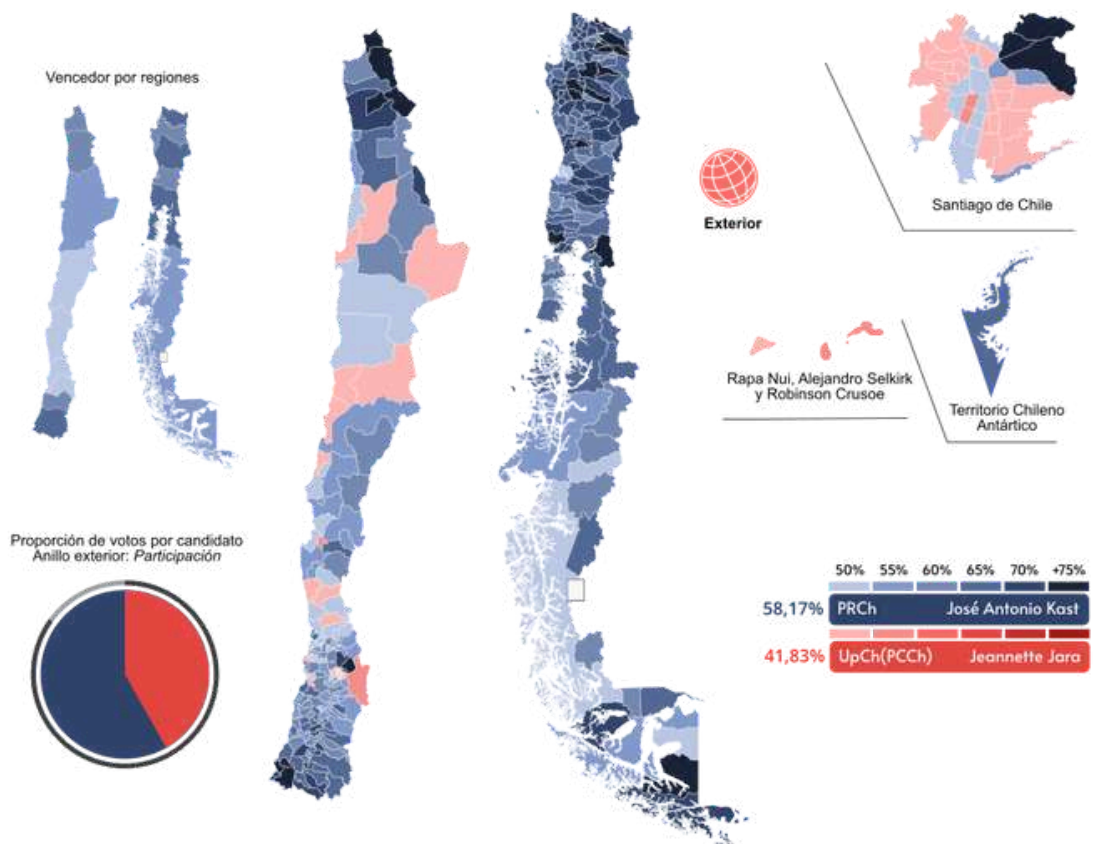 Vencedor por regiones
Exterior
Santiago de Chile
Rapa Nui, Alejandro Selkirk
y Robinson Crusoe
Territorio Chileno
Antártico
Proporción de votos por candidato
Anillo exterior: Participación
50% 55% 60% 65% 70% +75%
58,17% PRCh José Antonio Kast
41,83% UpCh(PCCh) Jeannette Jara